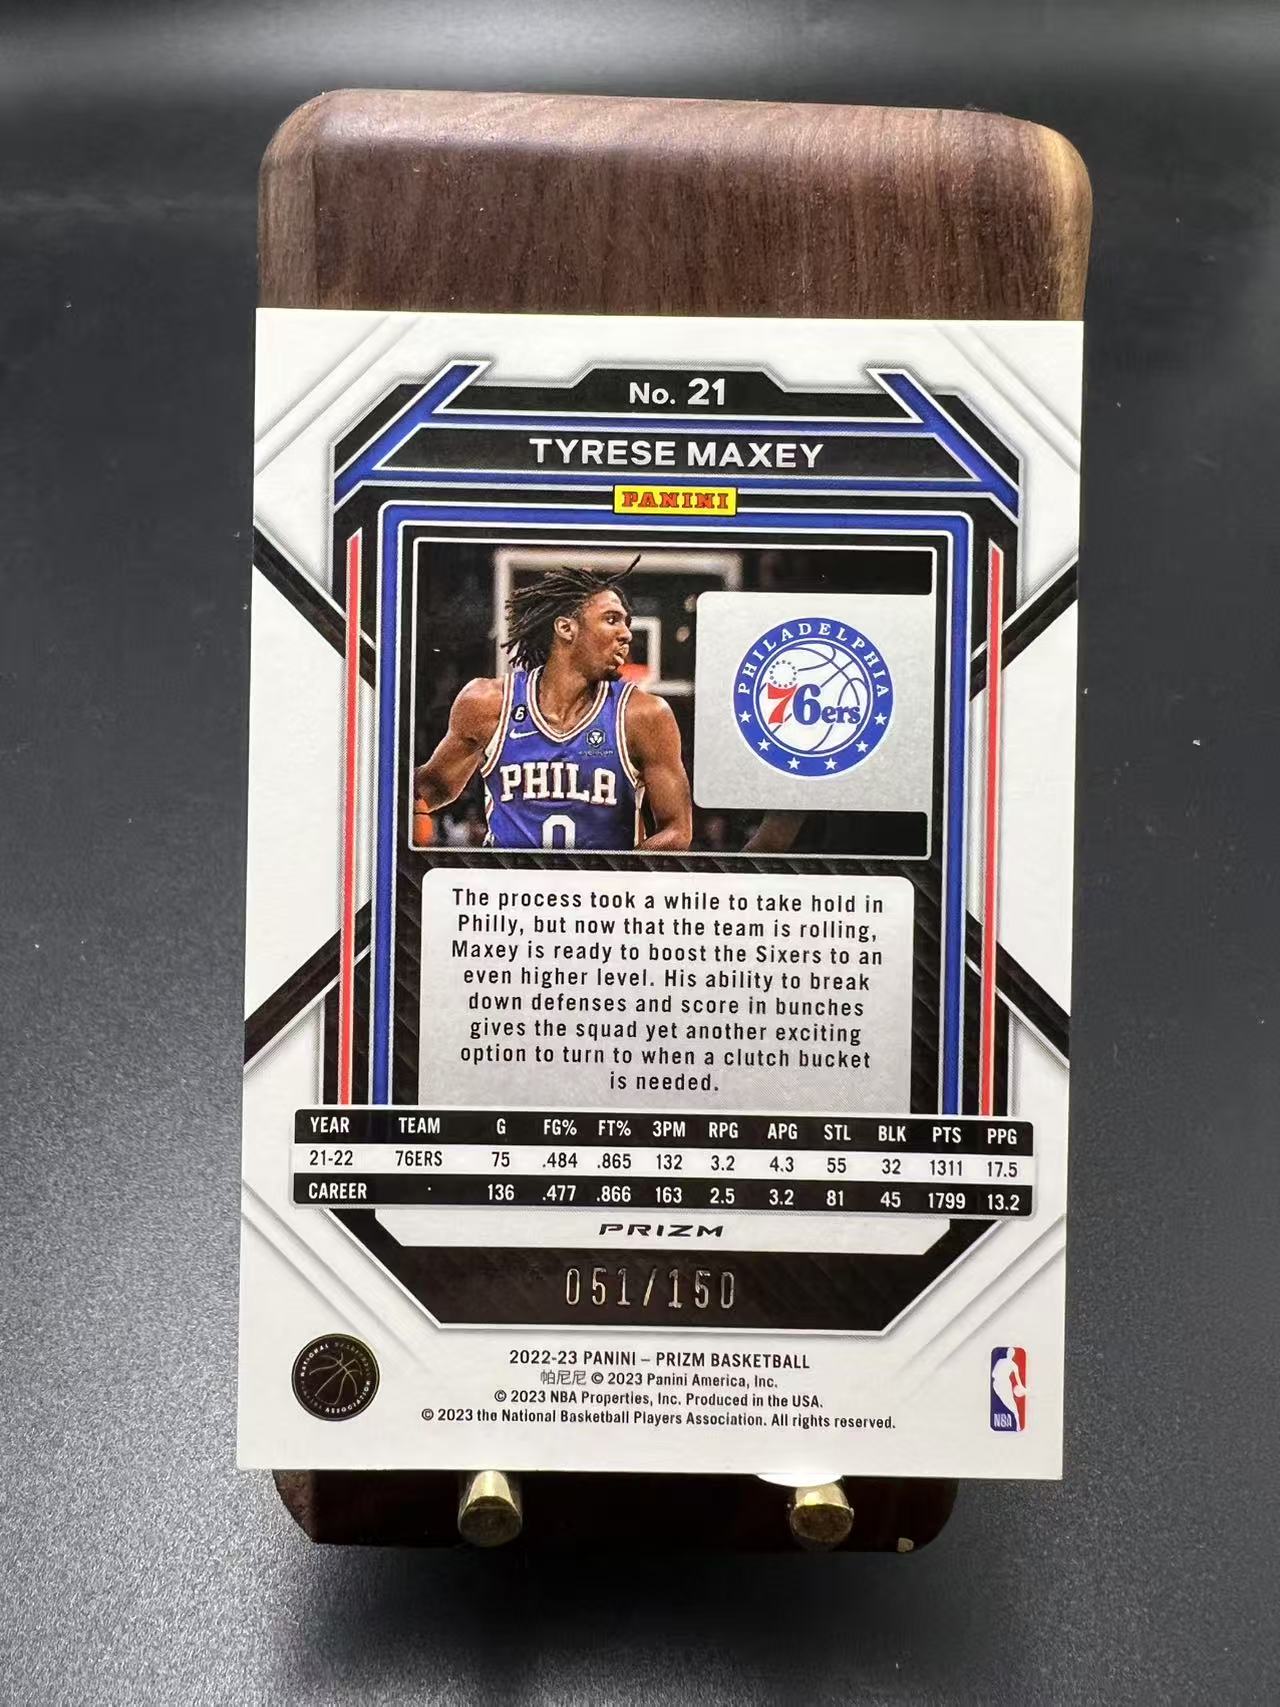 No. 21
TYRESE MAXEY
PANINI
PHILADELPHIA
76ers
6
PHILA
0
The process took a while to take hold in
Philly, but now that the team is rolling,
Maxey is ready to boost the Sixers to an
even higher level. His ability to break
down defenses and score in bunches
gives the squad yet another exciting
option to turn to when a clutch bucket
is needed.
YEAR TEAM G FG% FT% 3PM RPG APG STL BLK PTS PPG
21-22 76ERS 75 .484 .865 132 3.2 4.3 55 32 1311 17.5
CAREER . 136 .477 .866 163 2.5 3.2 81 45 1799 13.2
PRIZM
051/150
2022-23 PANINI – PRIZM BASKETBALL
帕尼尼 © 2023 Panini America, Inc.
© 2023 NBA Properties, Inc. Produced in the USA.
© 2023 the National Basketball Players Association. All rights reserved.
NATIONAL BASKETBALL PLAYERS ASSOCIATION
NBA